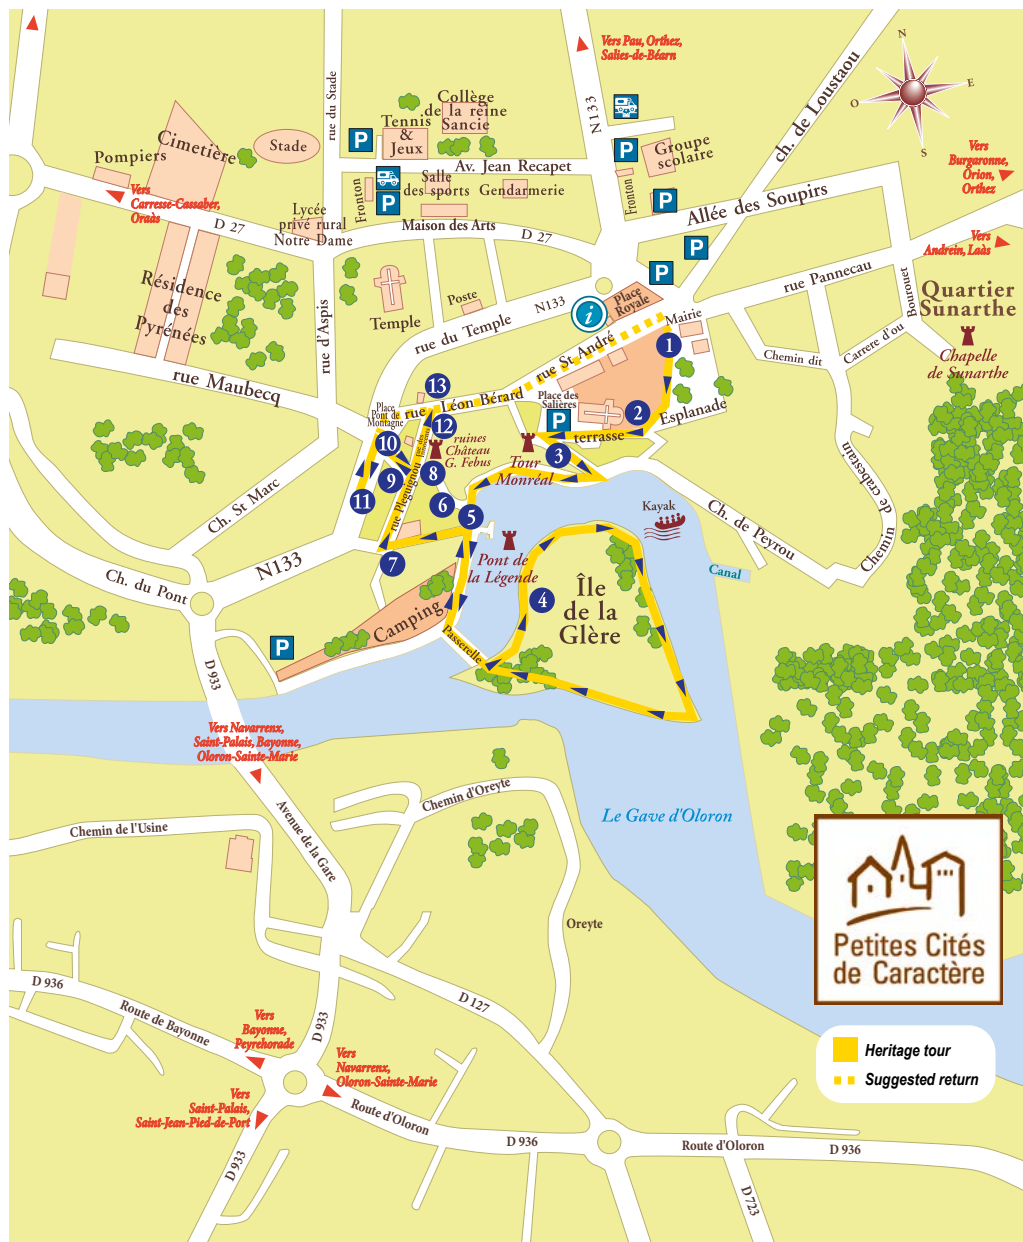 N
E
S
O
Vers Pau, Orthez,
Salies-de-Béarn
N133
ch. de Loustaou
rue du Stade
Collège
de la reine
Sancie
Tennis
&
Jeux
P
Stade
Cimetière
Pompiers
Vers
Carresse-Cassaber,
Oraàs
Av. Jean Recapet
Salle
des sports
Gendarmerie
Fronton
P
Maison des Arts
Lycée
privé rural
Notre Dame
D 27
D 27
P
Groupe
scolaire
Fronton
P
Allée des Soupirs
P
P
Vers
Burgaronne,
Orion,
Orthez
Vers
Andrein, Laàs
rue Pannecau
Bourouet
Carrere d'ou
Chemin dit
Quartier
Sunarthe
Chapelle
de Sunarthe
Résidence
des
Pyrénées
rue d'Aspis
Temple
Poste
rue du Temple
N133
i
Place
Royale
Mairie
rue St André
1
rue Maubecq
13
rue Léon Bérard
Place
Pont de
Montagne
12
Place des
Salières
P
2
Esplanade
terrasse
10
ruines
Château
G. Febus
8
9
11
rue Pléguignou
Tour
Monréal
3
6
5
7
Kayak
Ch. de Peyrou
Chemin
de crabestain
Canal
Ch. St Marc
N133
Ch. du Pont
Pont de
la Légende
4
Île
de la
Glère
Camping
Passerelle
P
D 933
Vers Navarrenx,
Saint-Palais, Bayonne,
Oloron-Sainte-Marie
Chemin d'Oreyte
Le Gave d'Oloron
Chemin de l'Usine
Avenue de la Gare
Oreyte
Petites Cités
de Caractère
D 936
Route de Bayonne
D 127
D 933
Vers
Bayonne,
Peyrehorade
Vers
Navarrenx,
Oloron-Sainte-Marie
Vers
Saint-Palais,
Saint-Jean-Pied-de-Port
Route d'Oloron
D 936
Route d'Oloron
D 936
D 933
D 723
Heritage tour
Suggested return